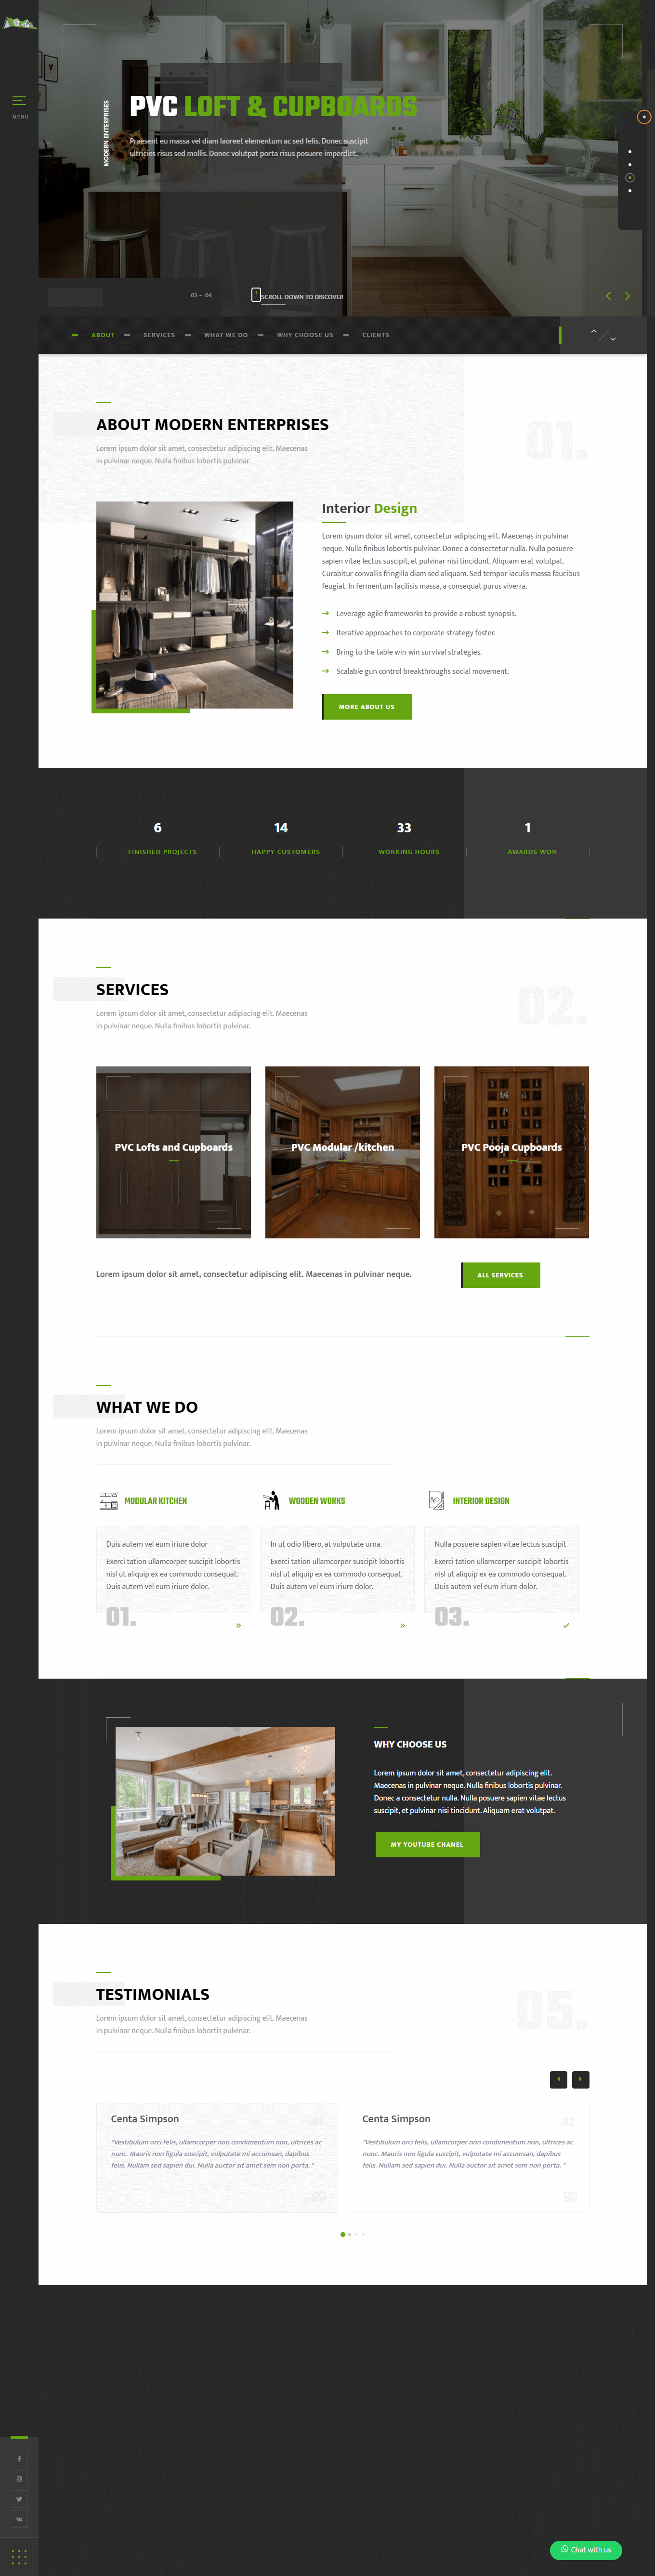 MENU
MODERN ENTERPRISES
PVC LOFT & CUPBOARDS
Praesent eu massa vel diam laoreet elementum ac sed felis. Donec suscipit
ultricies risus sed mollis. Donec volutpat porta risus posuere imperdiet.
03 - 04
SCROLL DOWN TO DISCOVER
ABOUT
SERVICES
WHAT WE DO
WHY CHOOSE US
CLIENTS
ABOUT MODERN ENTERPRISES
01.
Lorem ipsum dolor sit amet, consectetur adipiscing elit. Maecenas
in pulvinar neque. Nulla finibus lobortis pulvinar.
Interior Design
Lorem ipsum dolor sit amet, consectetur adipiscing elit. Maecenas in pulvinar
neque. Nulla finibus lobortis pulvinar. Donec a consectetur nulla. Nulla posuere
sapien vitae lectus suscipit, et pulvinar nisi tincidunt. Aliquam erat volutpat.
Curabitur convallis fringilla diam sed aliquam. Sed tempor iaculis massa faucibus
feugiat. In fermentum facilisis massa, a consequat purus viverra.
Leverage agile frameworks to provide a robust synopsis.
Iterative approaches to corporate strategy foster.
Bring to the table win-win survival strategies.
Scalable gun control breakthroughs social movement.
MORE ABOUT US
6
FINISHED PROJECTS
14
HAPPY CUSTOMERS
33
WORKING HOURS
1
AWARDS WON
SERVICES
02.
Lorem ipsum dolor sit amet, consectetur adipiscing elit. Maecenas
in pulvinar neque. Nulla finibus lobortis pulvinar.
PVC Lofts and Cupboards
PVC Modular /kitchen
PVC Pooja Cupboards
Lorem ipsum dolor sit amet, consectetur adipiscing elit. Maecenas in pulvinar neque.
ALL SERVICES
WHAT WE DO
Lorem ipsum dolor sit amet, consectetur adipiscing elit. Maecenas
in pulvinar neque. Nulla finibus lobortis pulvinar.
MODULAR KITCHEN
Duis autem vel eum iriure dolor
Exerci tation ullamcorper suscipit lobortis
nisl ut aliquip ex ea commodo consequat.
Duis autem vel eum iriure dolor.
01.
WOODEN WORKS
In ut odio libero, at vulputate urna.
Exerci tation ullamcorper suscipit lobortis
nisl ut aliquip ex ea commodo consequat.
Duis autem vel eum iriure dolor.
02.
INTERIOR DESIGN
Nulla posuere sapien vitae lectus suscipit
Exerci tation ullamcorper suscipit lobortis
nisl ut aliquip ex ea commodo consequat.
Duis autem vel eum iriure dolor.
03.
WHY CHOOSE US
Lorem ipsum dolor sit amet, consectetur adipiscing elit.
Maecenas in pulvinar neque. Nulla finibus lobortis pulvinar.
Donec a consectetur nulla. Nulla posuere sapien vitae lectus
suscipit, et pulvinar nisi tincidunt. Aliquam erat volutpat.
MY YOUTUBE CHANEL
TESTIMONIALS
05.
Lorem ipsum dolor sit amet, consectetur adipiscing elit. Maecenas
in pulvinar neque. Nulla finibus lobortis pulvinar.
Centa Simpson
.01
"Vestibulum orci felis, ullamcorper non condimentum non, ultrices ac
nunc. Mauris non ligula suscipit, vulputate mi accumsan, dapibus
felis. Nullam sed sapien dui. Nulla auctor sit amet sem non porta. "
Centa Simpson
.02
"Vestibulum orci felis, ullamcorper non condimentum non, ultrices ac
nunc. Mauris non ligula suscipit, vulputate mi accumsan, dapibus
felis. Nullam sed sapien dui. Nulla auctor sit amet sem non porta. "
Chat with us